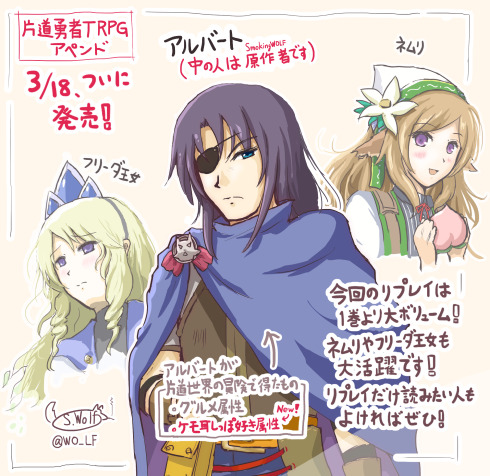 片道勇者TRPG
アペンド
3/18、ついに
発売!
アルバート
SmokingWOLF
(中の人は原作者です)
ネムリ
フリーダ王女
今回のリプレイは
1巻より大ボリューム!
ネムリやフリーダ王女も
大活躍です!
リプレイだけ読みたい人も
よければぜひ!
アルバートが
片道世界の冒険で得たもの
・グルメ属性
・ケモ耳しっぽ好き属性
New!
S.Wolf
@WO_LF